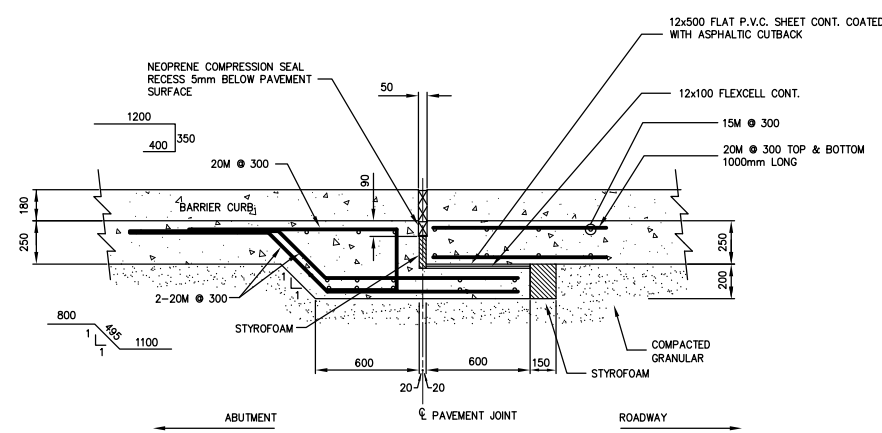 12x500 FLAT P.V.C. SHEET CONT. COATED
WITH ASPHALTIC CUTBACK
NEOPRENE COMPRESSION SEAL
RECESS 5mm BELOW PAVEMENT
SURFACE
50
12x100 FLEXCELL CONT.
1200
400
350
15M @ 300
20M @ 300 TOP & BOTTOM
1000mm LONG
20M @ 300
90
180
BARRIER CURB
250
250
200
1
1
2-20M @ 300
STYROFOAM
800
495
1
1
1100
COMPACTED
GRANULAR
600
600
150
STYROFOAM
20
20
℄ PAVEMENT JOINT
ABUTMENT
ROADWAY